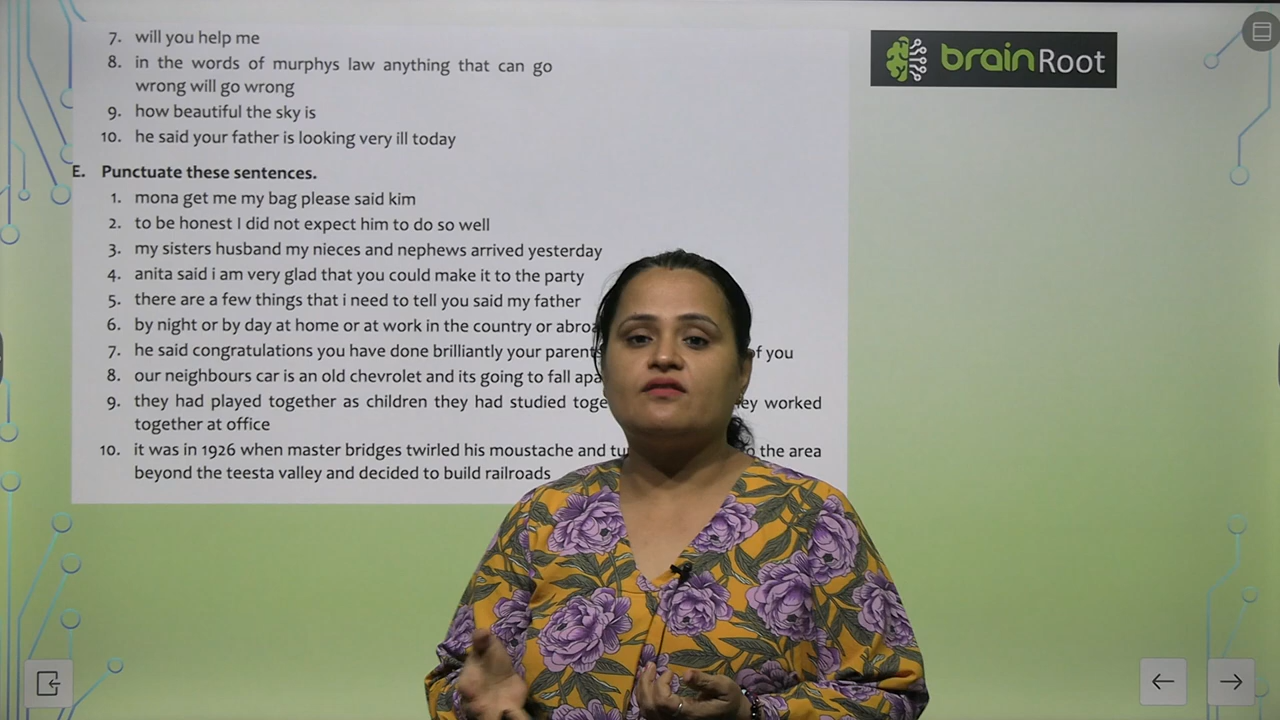 7. will you help me
8. in the words of murphys law anything that can go
wrong will go wrong
9. how beautiful the sky is
10. he said your father is looking very ill today
E. Punctuate these sentences.
1. mona get me my bag please said kim
2. to be honest I did not expect him to do so well
3. my sisters husband my nieces and nephews arrived yesterday
4. anita said i am very glad that you could make it to the party
5. there are a few things that i need to tell you said my father
6. by night or by day at home or at work in the country or
7. he said congratulations you have done brilliantly your of you
8. our neighbours car is an old chevrolet and its going to fall
9. they had played together as children they had studied worked
together at office
10. it was in 1926 when master bridges twirled his moustache and the area
beyond the teesta valley and decided to build railroads
brainRoot